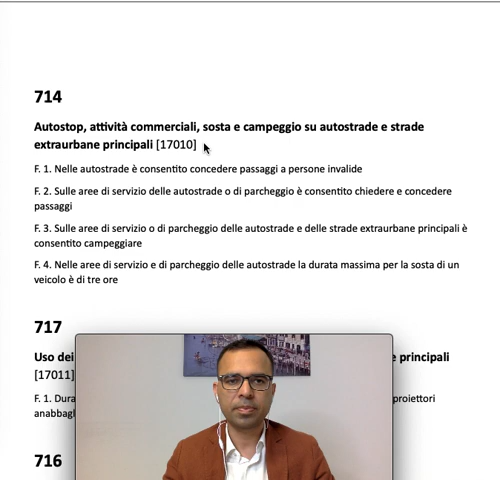 714
Autostop, attività commerciali, sosta e campeggio su autostrade e strade
extraurbane principali [17010]
F. 1. Nelle autostrade è consentito concedere passaggi a persone invalide
F. 2. Sulle aree di servizio delle autostrade o di parcheggio è consentito chiedere e concedere
passaggi
F. 3. Sulle aree di servizio o di parcheggio delle autostrade e delle strade extraurbane principali è
consentito campeggiare
F. 4. Nelle aree di servizio e di parcheggio delle autostrade la durata massima per la sosta di un
veicolo è di tre ore
717
Uso dei e principali
[17011]
F. 1. proiettori
716